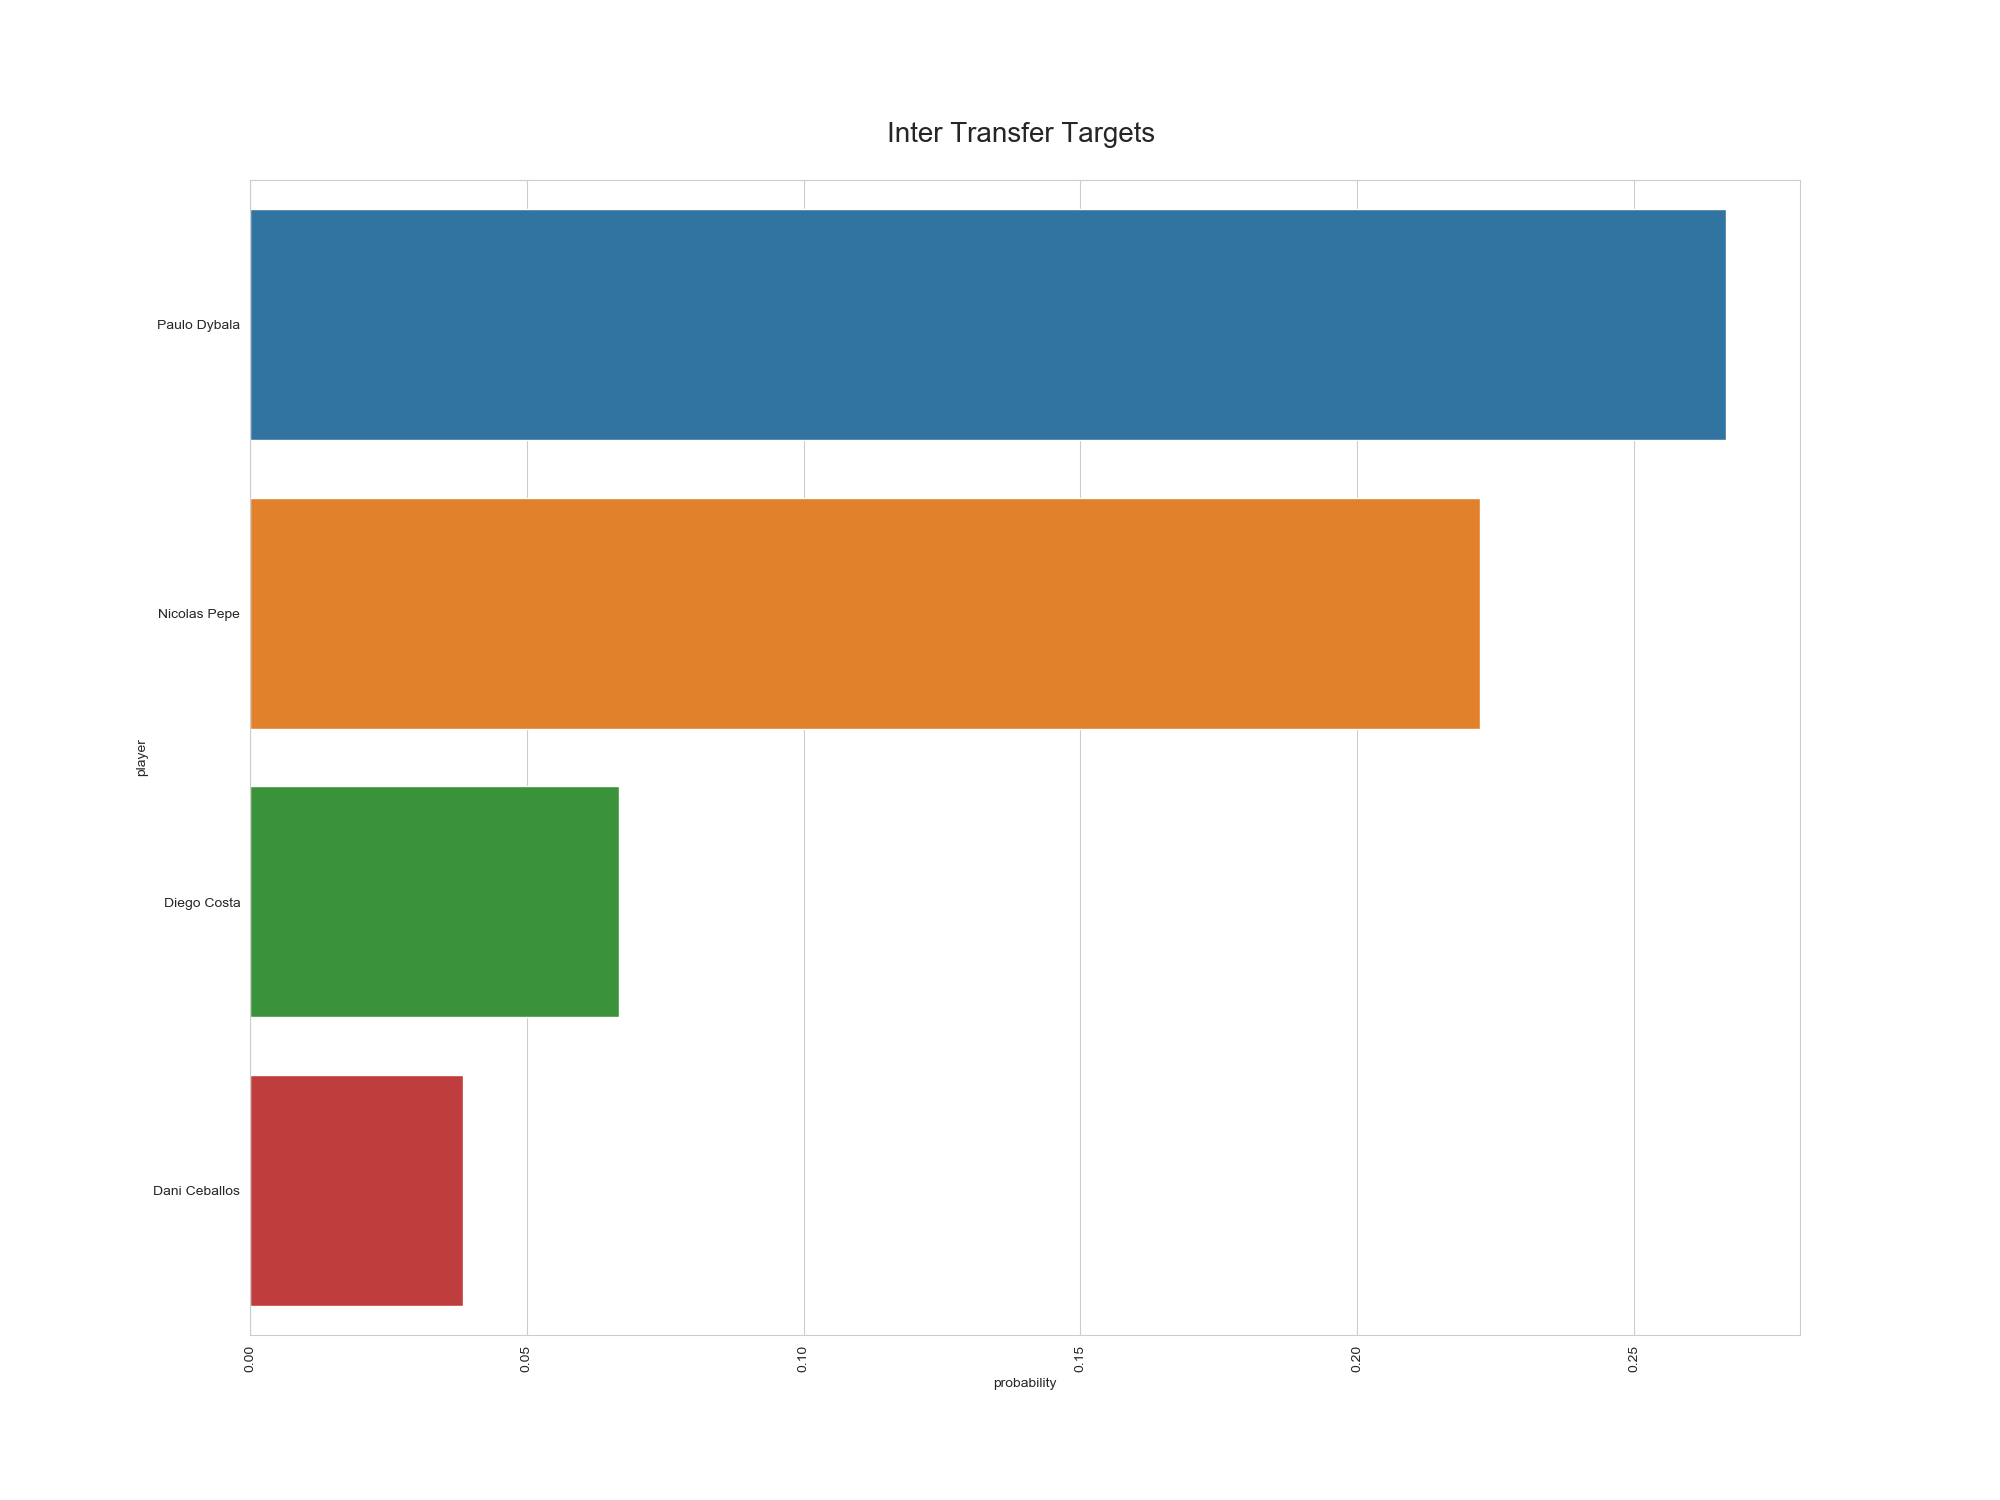 Inter Transfer Targets
Paulo Dybala
Nicolas Pepe
player
Diego Costa
Dani Ceballos
0.00
0.05
0.10
0.15
0.20
0.25
probability